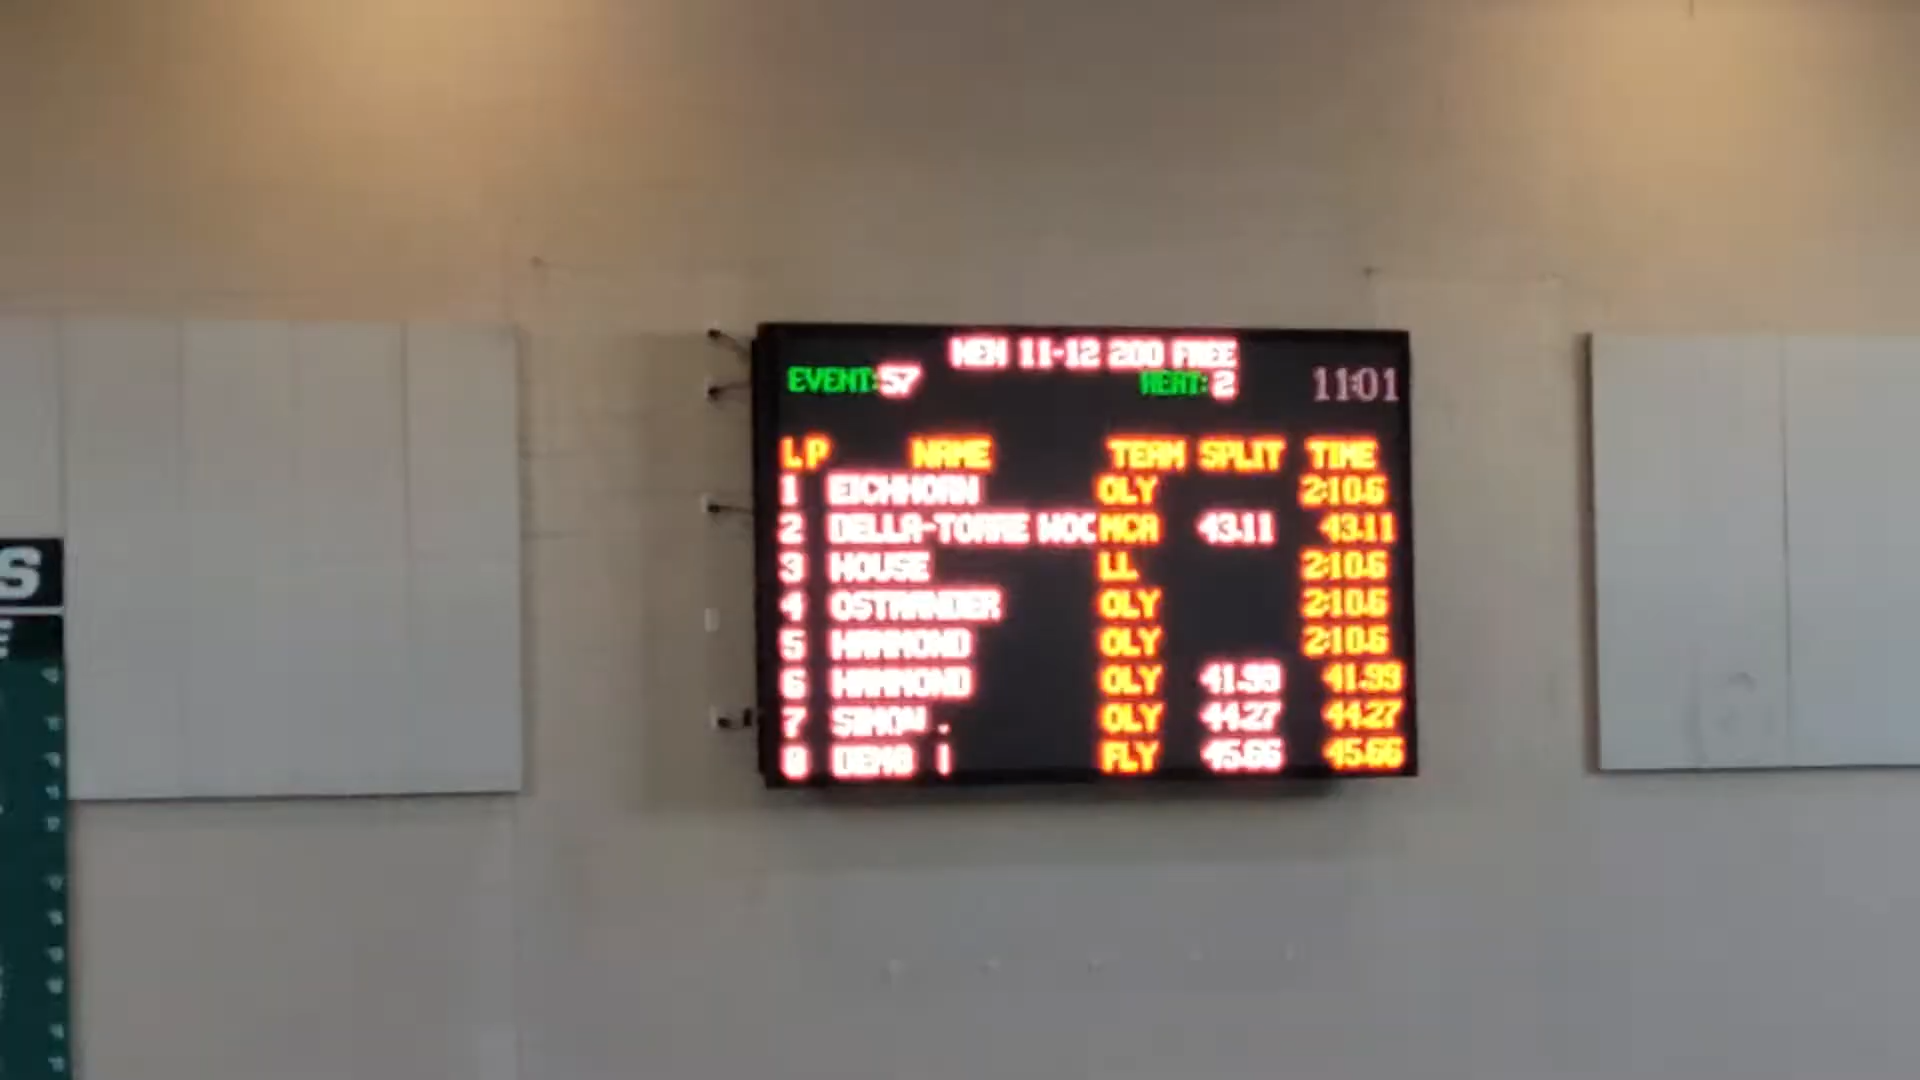 MEN 11-12 200 FREE
EVENT:57 HEAT:2 11:01
L P NAME TEAM SPLIT TIME
1 EICHHORN OLY 2:10.6
2 DELLA-TORRE WOO MCA 43.11 43.11
3 HOUSE LL 2:10.6
4 OSTRANDER OLY 2:10.6
5 HAMMOND OLY 2:10.6
6 HAMMOND OLY 41.99 41.99
7 SIMON . OLY 44.27 44.27
8 FLY 45.66 45.66
S